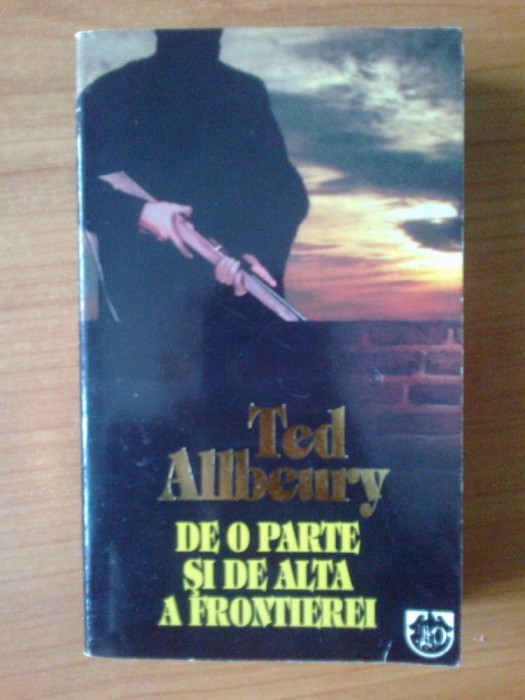 Ted
Allbeury
DE O PARTE
ŞI DE ALTA
A FRONTIEREI